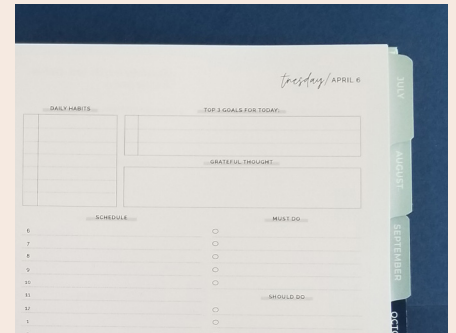 tuesday/ APRIL 6
DAILY HABITS
TOP 3 GOALS FOR TODAY:
GRATEFUL THOUGHT
SCHEDULE
MUST DO
6
7
8
9
10
11
SHOULD DO
12
1
JULY
AUGUST
SEPTEMBER
OCTO